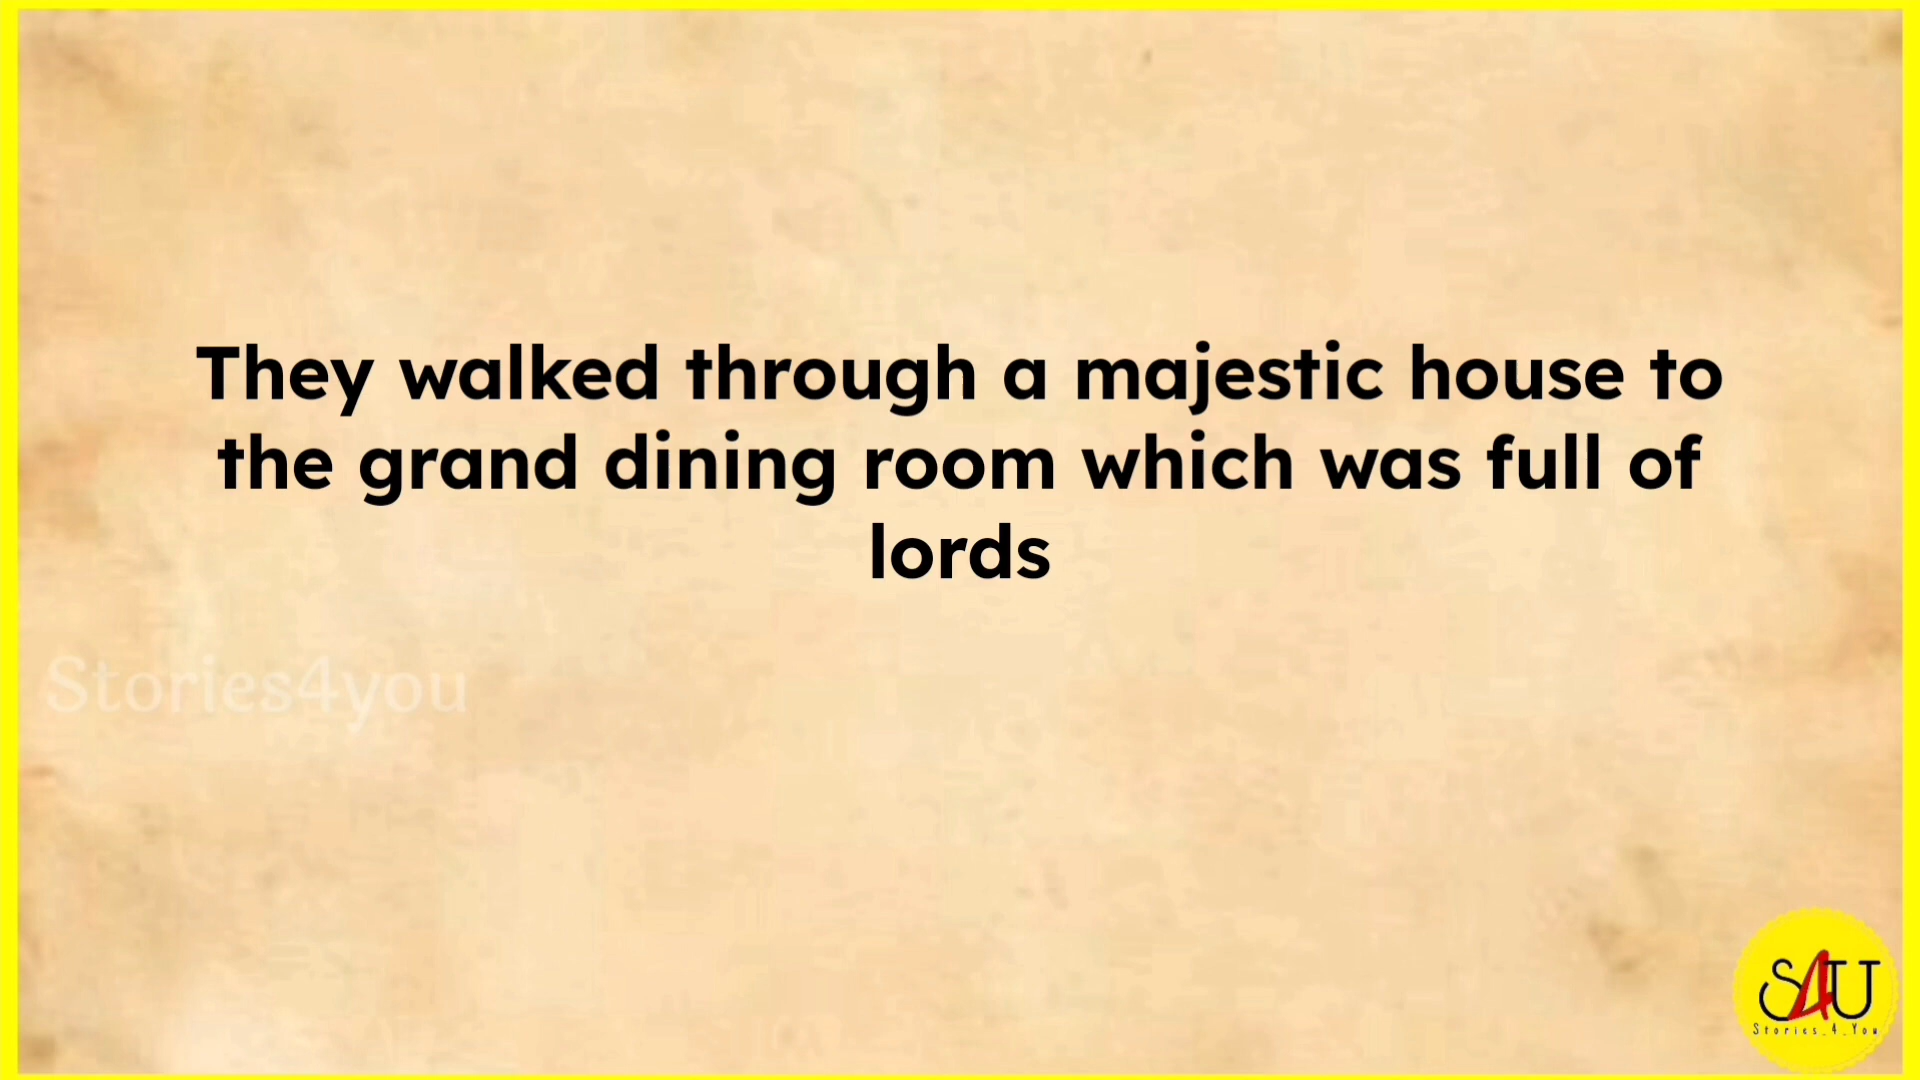 They walked through a majestic house to
the grand dining room which was full of
lords
Stories4you
S4U
Stories_4_You